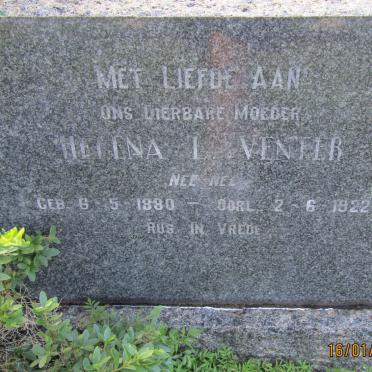 MET LIEFDE AAN
ONS DIERBARE MOEDER
HELENA L VENTER
NEE NEL
GEB. 6-5-1880 - OORL. 2-6-1922
RUS IN VREDE
16/01/